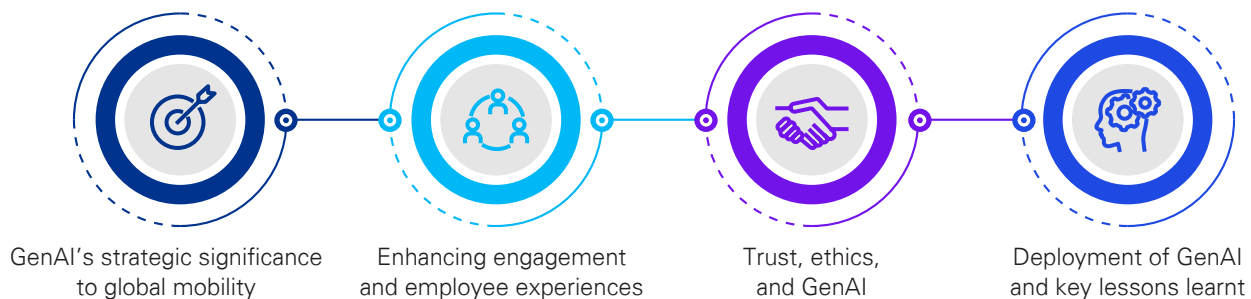 GenAI's strategic significance
to global mobility
Enhancing engagement
and employee experiences
Trust, ethics,
and GenAI
Deployment of GenAI
and key lessons learnt